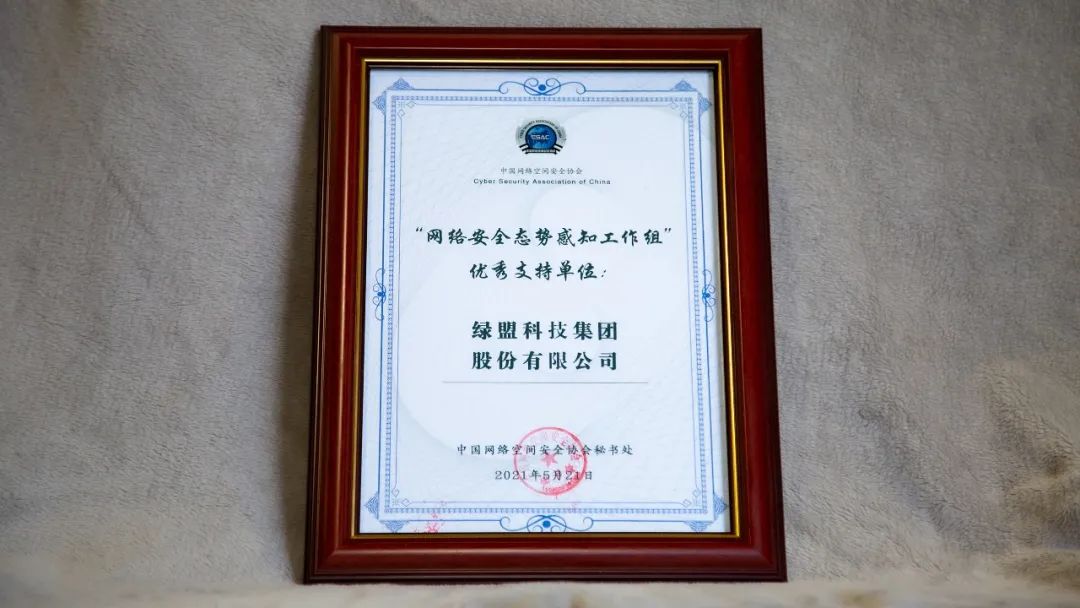 CSAC
中国网络空间安全协会
Cyber Security Association of China
“网络安全态势感知工作组”
优秀支持单位：
绿盟科技集团
股份有限公司
中国网络空间安全协会秘书处
2021年5月21日